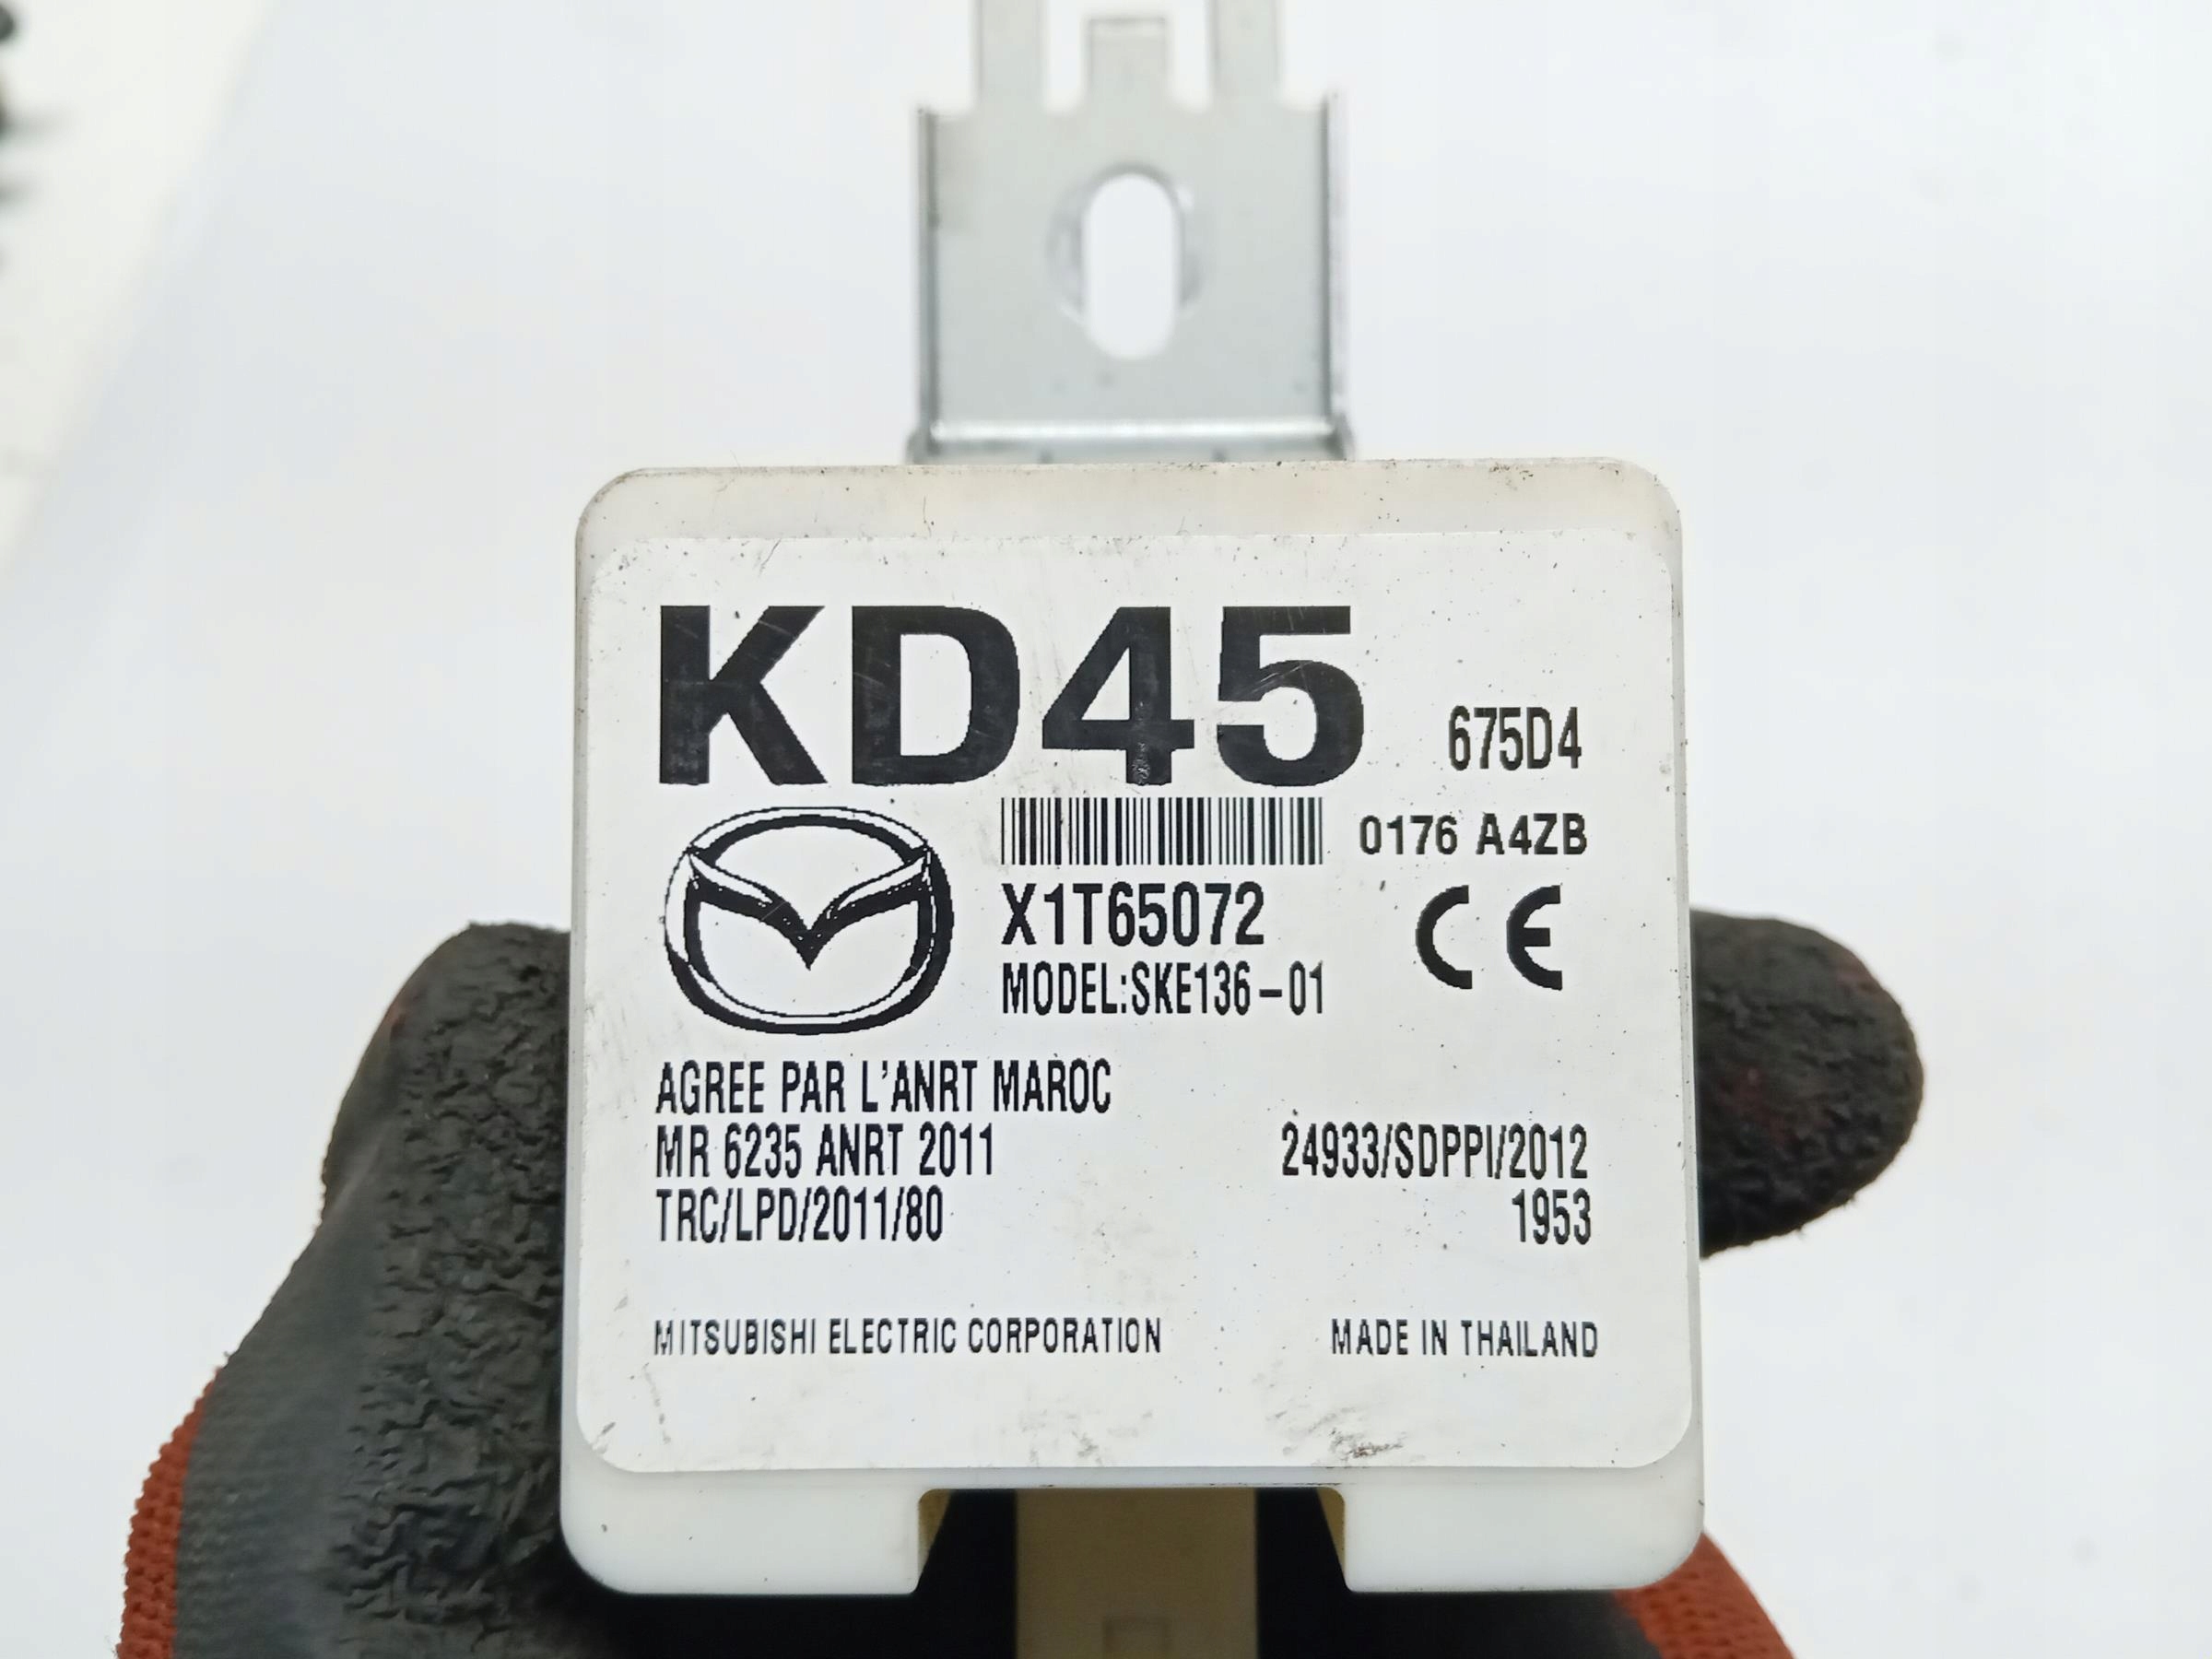 KD45
675D4
0176 A4ZB
X1T65072
MODEL:SKE136-01
CE
AGREE PAR L'ANRT MAROC
MR 6235 ANRT 2011
24933/SDPPI/2012
TRC/LPD/2011/80
1953
MITSUBISHI ELECTRIC CORPORATION
MADE IN THAILAND